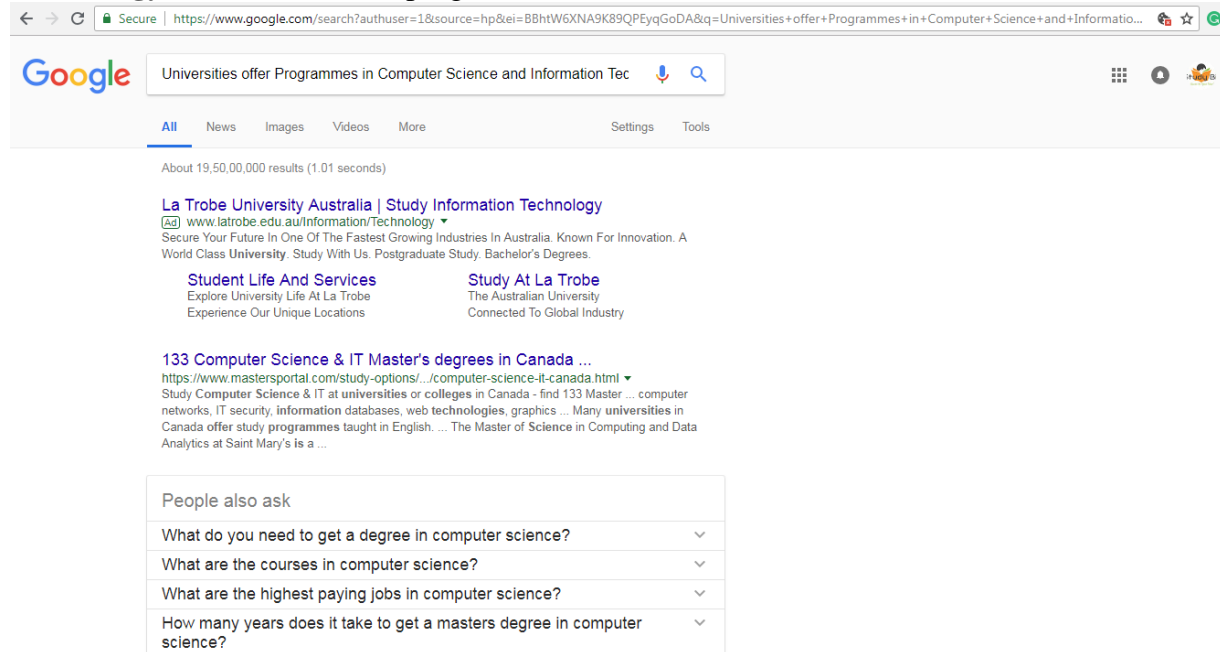 Secure | https://www.google.com/search?authuser=1&source=hp&ei=BBhtW6XNA9K89QPEyqGoDA&q=Universities+offer+Programmes+in+Computer+Science+and+Informatio...
Google
Universities offer Programmes in Computer Science and Information Tec
All News Images Videos More Settings Tools
About 19,50,00,000 results (1.01 seconds)
La Trobe University Australia | Study Information Technology
Ad www.latrobe.edu.au/Information/Technology
Secure Your Future In One Of The Fastest Growing Industries In Australia. Known For Innovation. A
World Class University. Study With Us. Postgraduate Study. Bachelor's Degrees.
Student Life And Services
Explore University Life At La Trobe
Experience Our Unique Locations
Study At La Trobe
The Australian University
Connected To Global Industry
133 Computer Science & IT Master's degrees in Canada ...
https://www.mastersportal.com/study-options/.../computer-science-it-canada.html
Study Computer Science & IT at universities or colleges in Canada - find 133 Master ... computer
networks, IT security, information databases, web technologies, graphics ... Many universities in
Canada offer study programmes taught in English. ... The Master of Science in Computing and Data
Analytics at Saint Mary's is a ...
People also ask
What do you need to get a degree in computer science?
What are the courses in computer science?
What are the highest paying jobs in computer science?
How many years does it take to get a masters degree in computer
science?